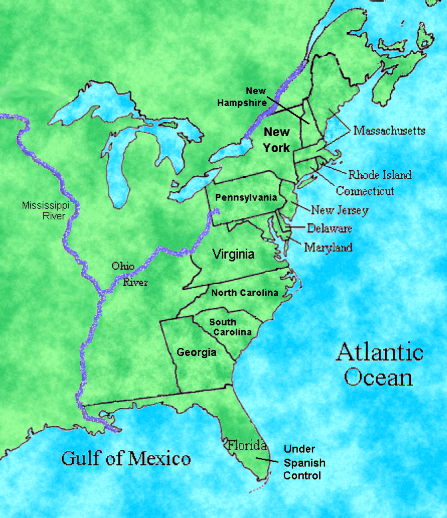 New
Hampshire
New
York
Massachusetts
Rhode Island
Connecticut
Pennsylvania
New Jersey
Delaware
Maryland
Mississippi
River
Virginia
Ohio
River
North Carolina
South
Carolina
Georgia
Atlantic
Ocean
Florida
Under
Spanish
Control
Gulf of Mexico